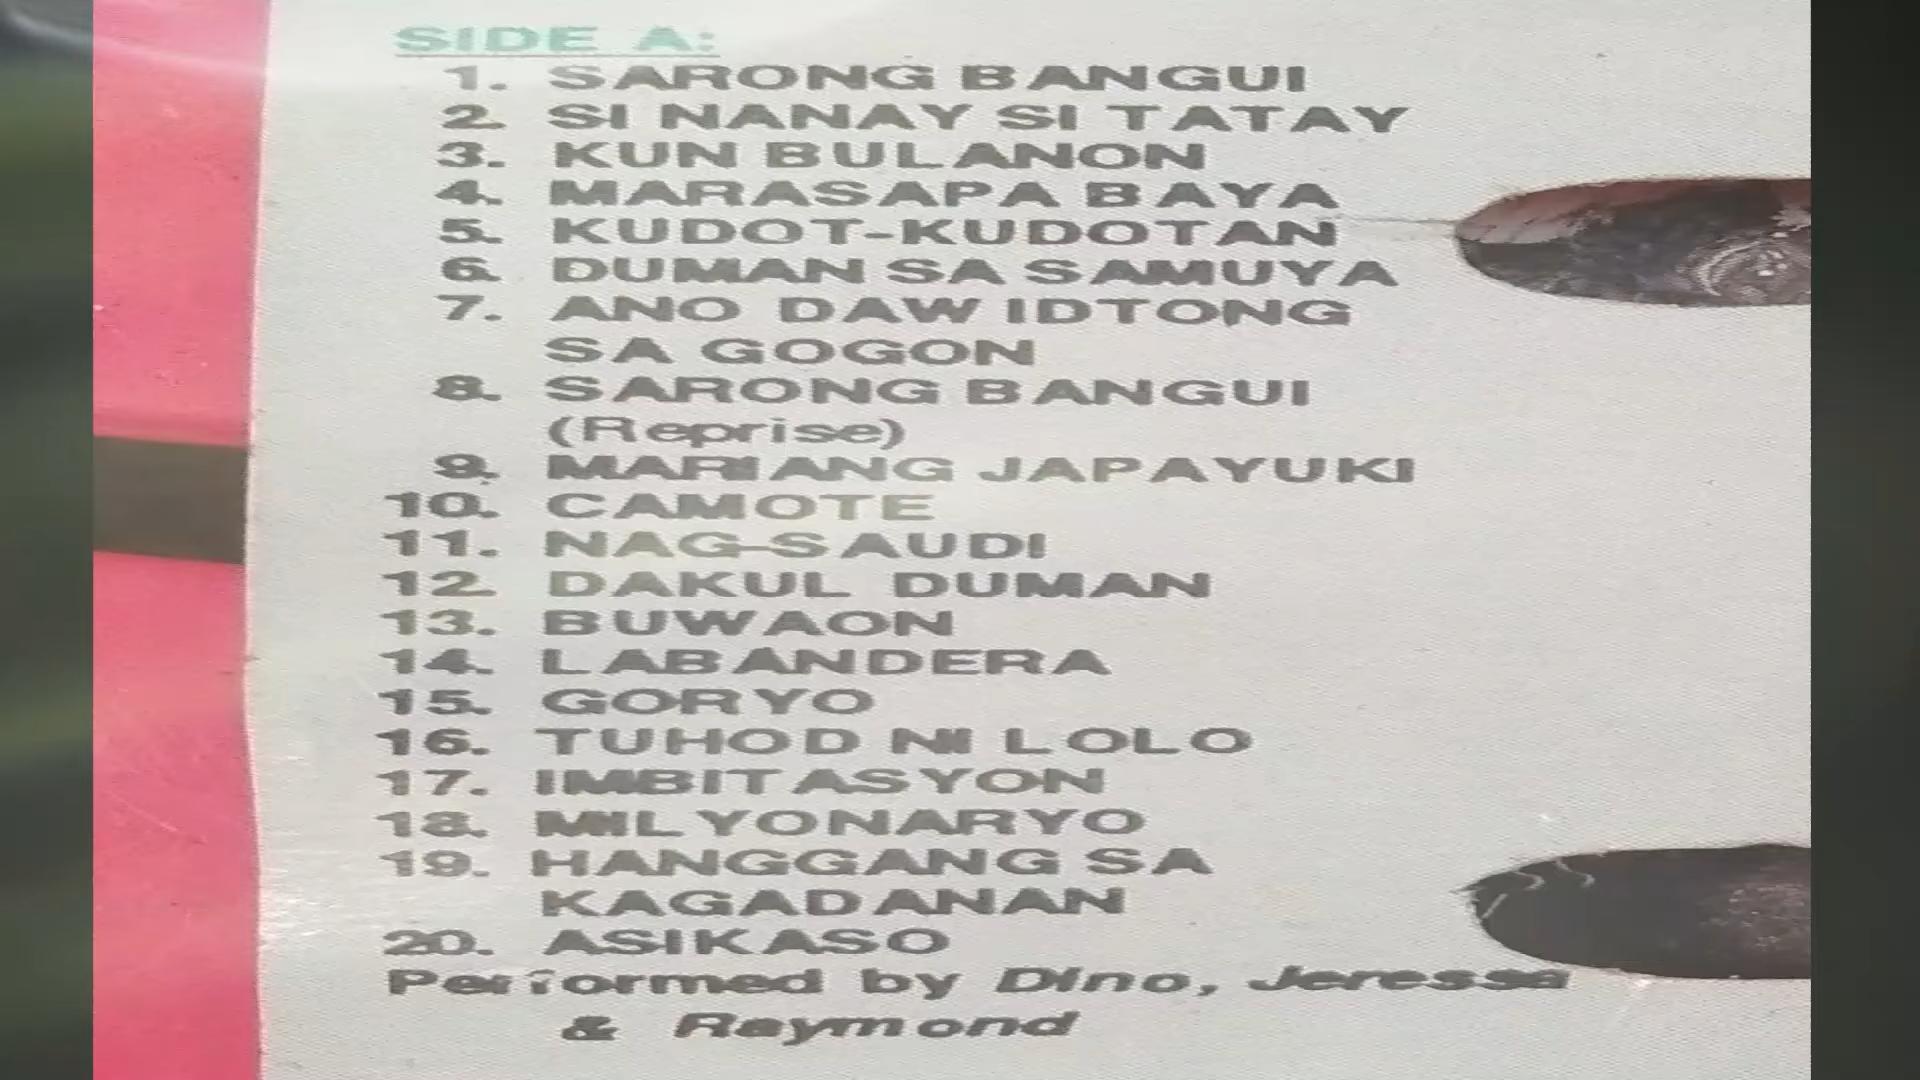 SIDE A:
1. SARONG BANGUI
2. SI NANAY SI TATAY
3. KUN BULANON
4. MARASAPA BAYA
5. KUDOT-KUDOTAN
6. DUMAN SA SAMUYA
7. ANO DAW IDTONG
SA GOGON
8. SARONG BANGUI
(Reprise)
9. MARIANG JAPAYUKI
10. CAMOTE
11. NAG-SAUDI
12. DAKUL DUMAN
13. BUWAON
14. LABANDERA
15. GORYO
16. TUHOD NI LOLO
17. IMBITASYON
18. MILYONARYO
19. HANGGANG SA
KAGADANAN
20. ASIKASO
Performed by Dino, Jeressa
& Raymond